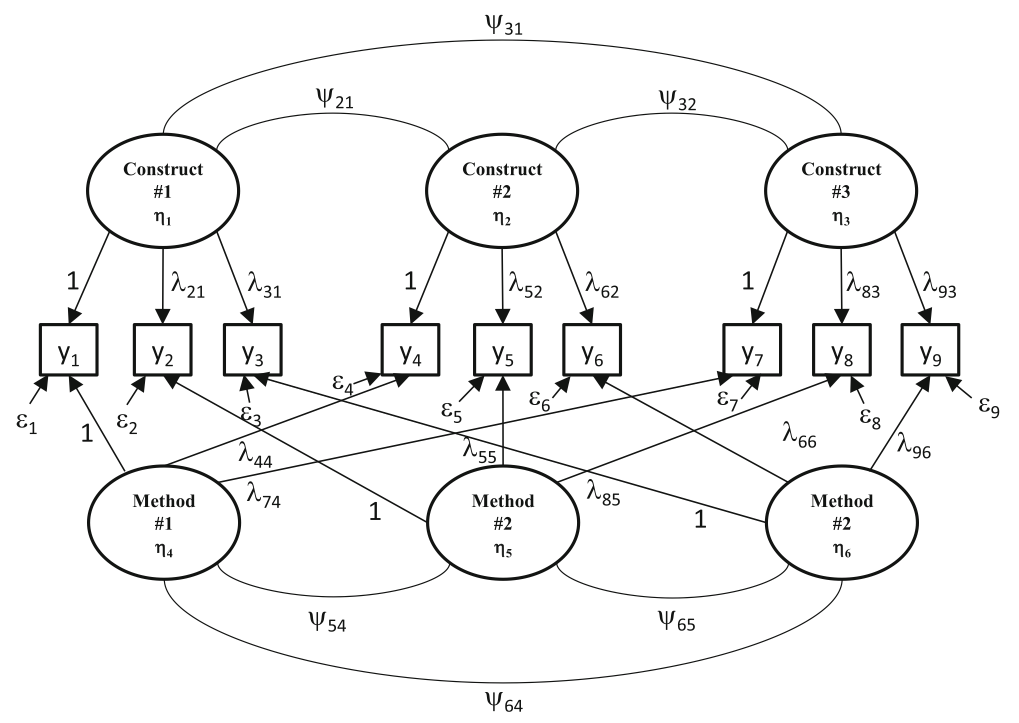 ψ31
ψ21 ψ32
Construct Construct Construct
#1 #2 #3
η1 η2 η3
1 λ21 λ31 1 λ52 λ62 1 λ83 λ93
y1 y2 y3 y4 y5 y6 y7 y8 y9
ε1 ε2 ε3 ε4 ε5 ε6 ε7 ε8 ε9
1 λ44 λ55 λ66 λ96
λ74 1 λ85 1
Method Method Method
#1 #2 #2
η4 η5 η6
ψ54 ψ65
ψ64